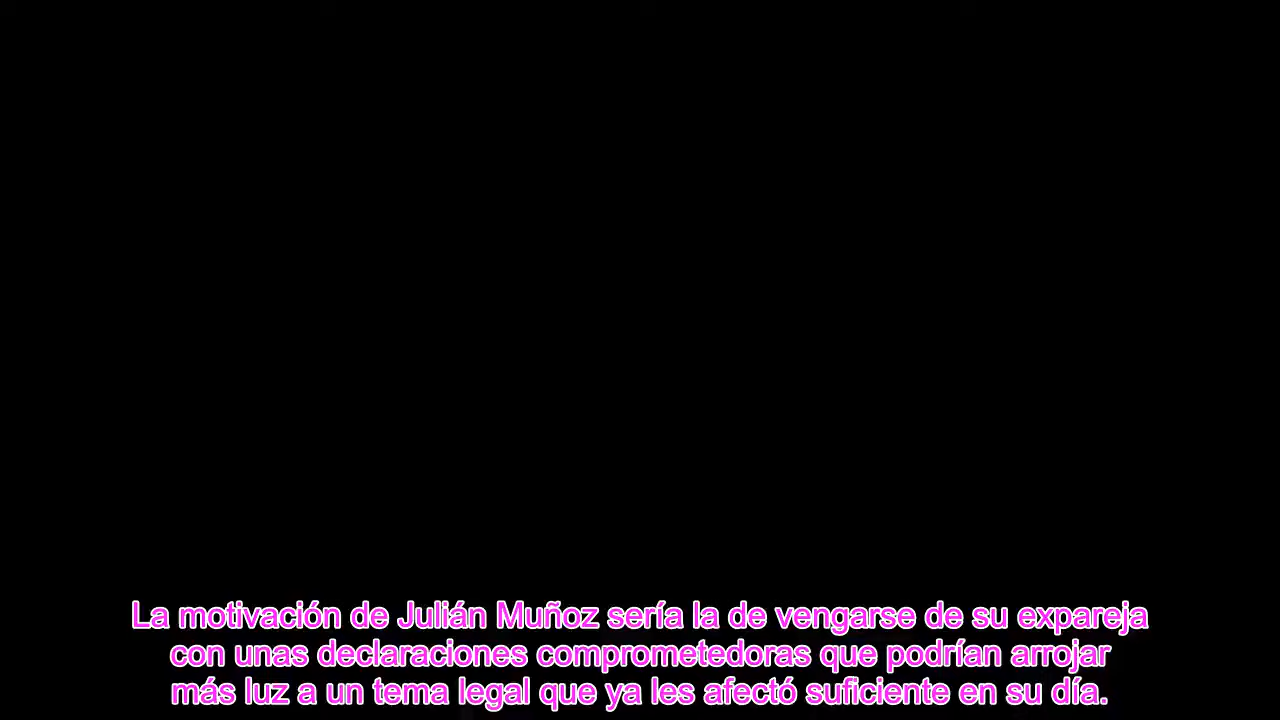 La motivación de Julián Muñoz sería la de vengarse de su expareja
con unas declaraciones comprometedoras que podrían arrojar
más luz a un tema legal que ya les afectó suficiente en su día.